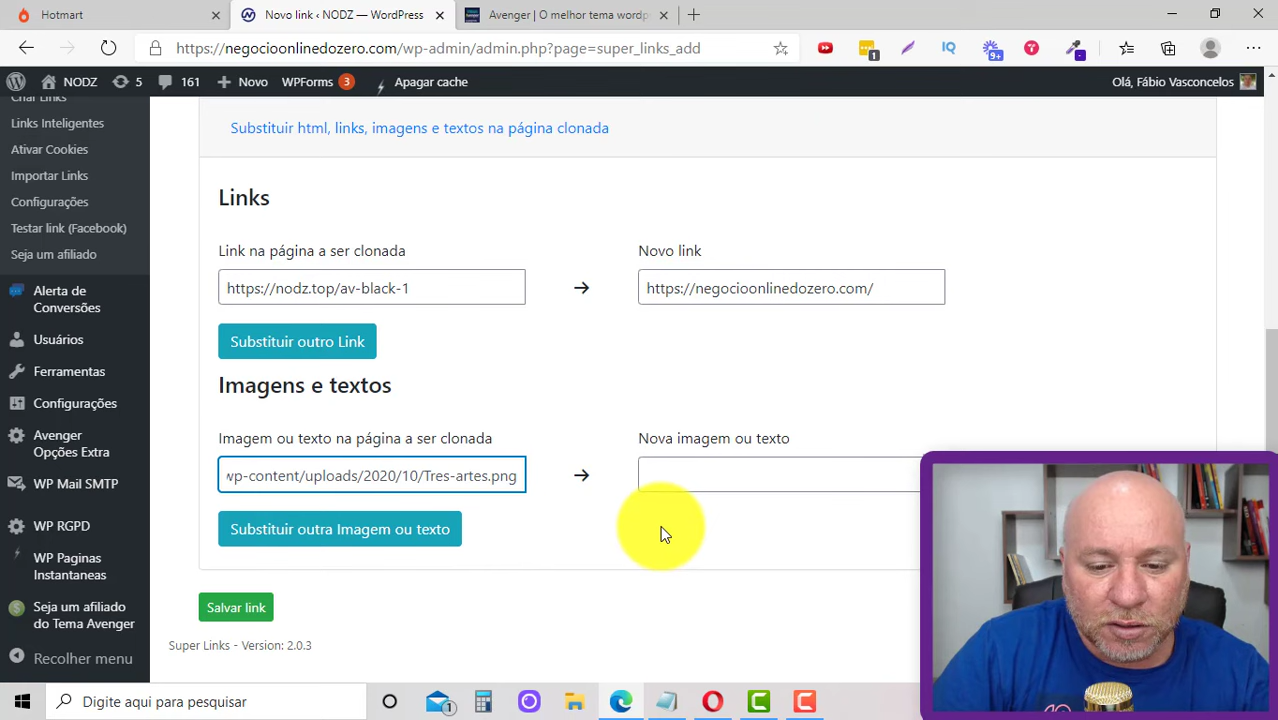 Hotmart
Novo link ‹ NODZ — WordPress
Avenger | O melhor tema wordp
https://negocioonlinedozero.com/wp-admin/admin.php?page=super_links_add
1
IQ
9+
NODZ
5
161
Novo
WPForms 3
Apagar cache
Olá, Fábio Vasconcelos
Criar Links
Links Inteligentes
Ativar Cookies
Importar Links
Configurações
Testar link (Facebook)
Seja um afiliado
Alerta de
Conversões
Usuários
Ferramentas
Configurações
Avenger
Opções Extra
WP Mail SMTP
WP RGPD
WP Paginas
Instantaneas
Seja um afiliado
do Tema Avenger
Recolher menu
Substituir html, links, imagens e textos na página clonada
Links
Link na página a ser clonada
Novo link
https://nodz.top/av-black-1
https://negocioonlinedozero.com/
Substituir outro Link
Imagens e textos
Imagem ou texto na página a ser clonada
Nova imagem ou texto
wp-content/uploads/2020/10/Tres-artes.png
Substituir outra Imagem ou texto
Salvar link
Super Links - Version: 2.0.3
Digite aqui para pesquisar
1